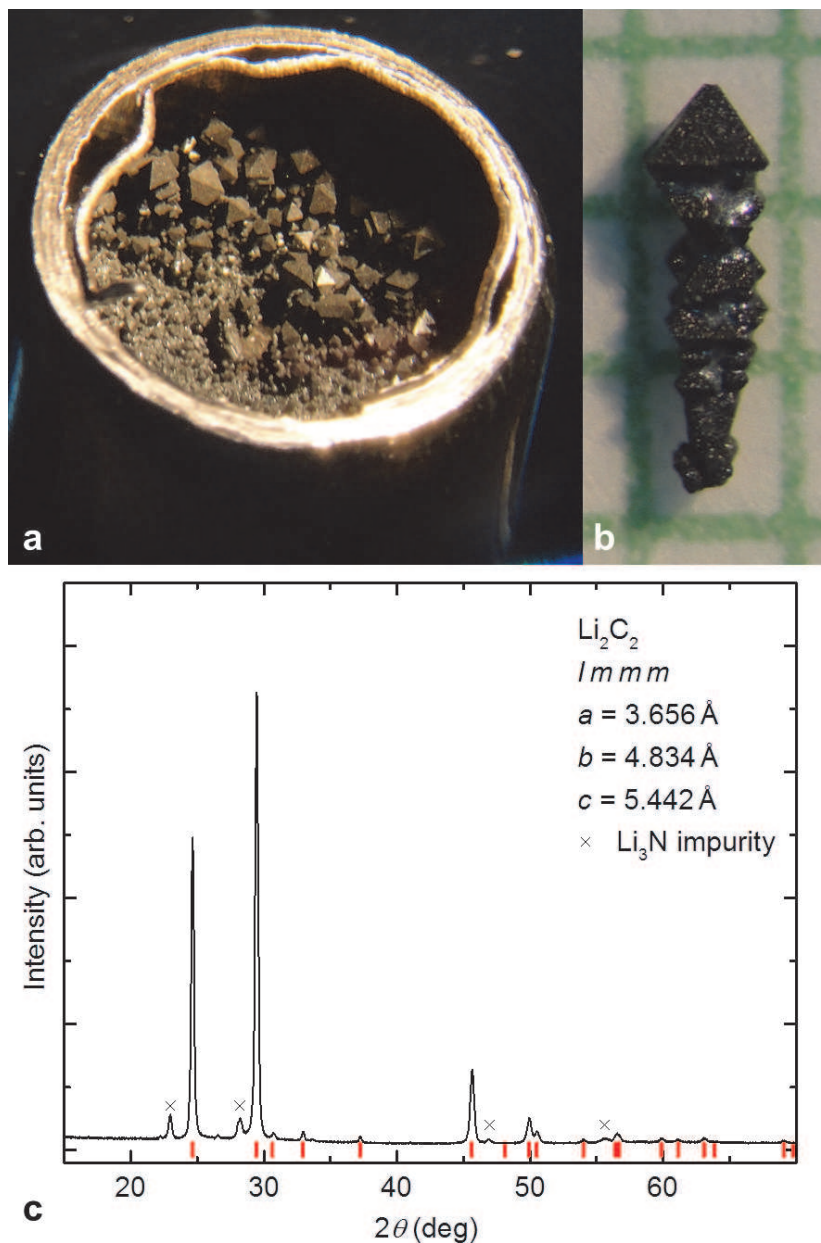 a
b
Li₂C₂
I m m m
a = 3.656 Å
b = 4.834 Å
c = 5.442 Å
× Li₃N impurity
Intensity (arb. units)
20 30 40 50 60
2θ (deg)
c